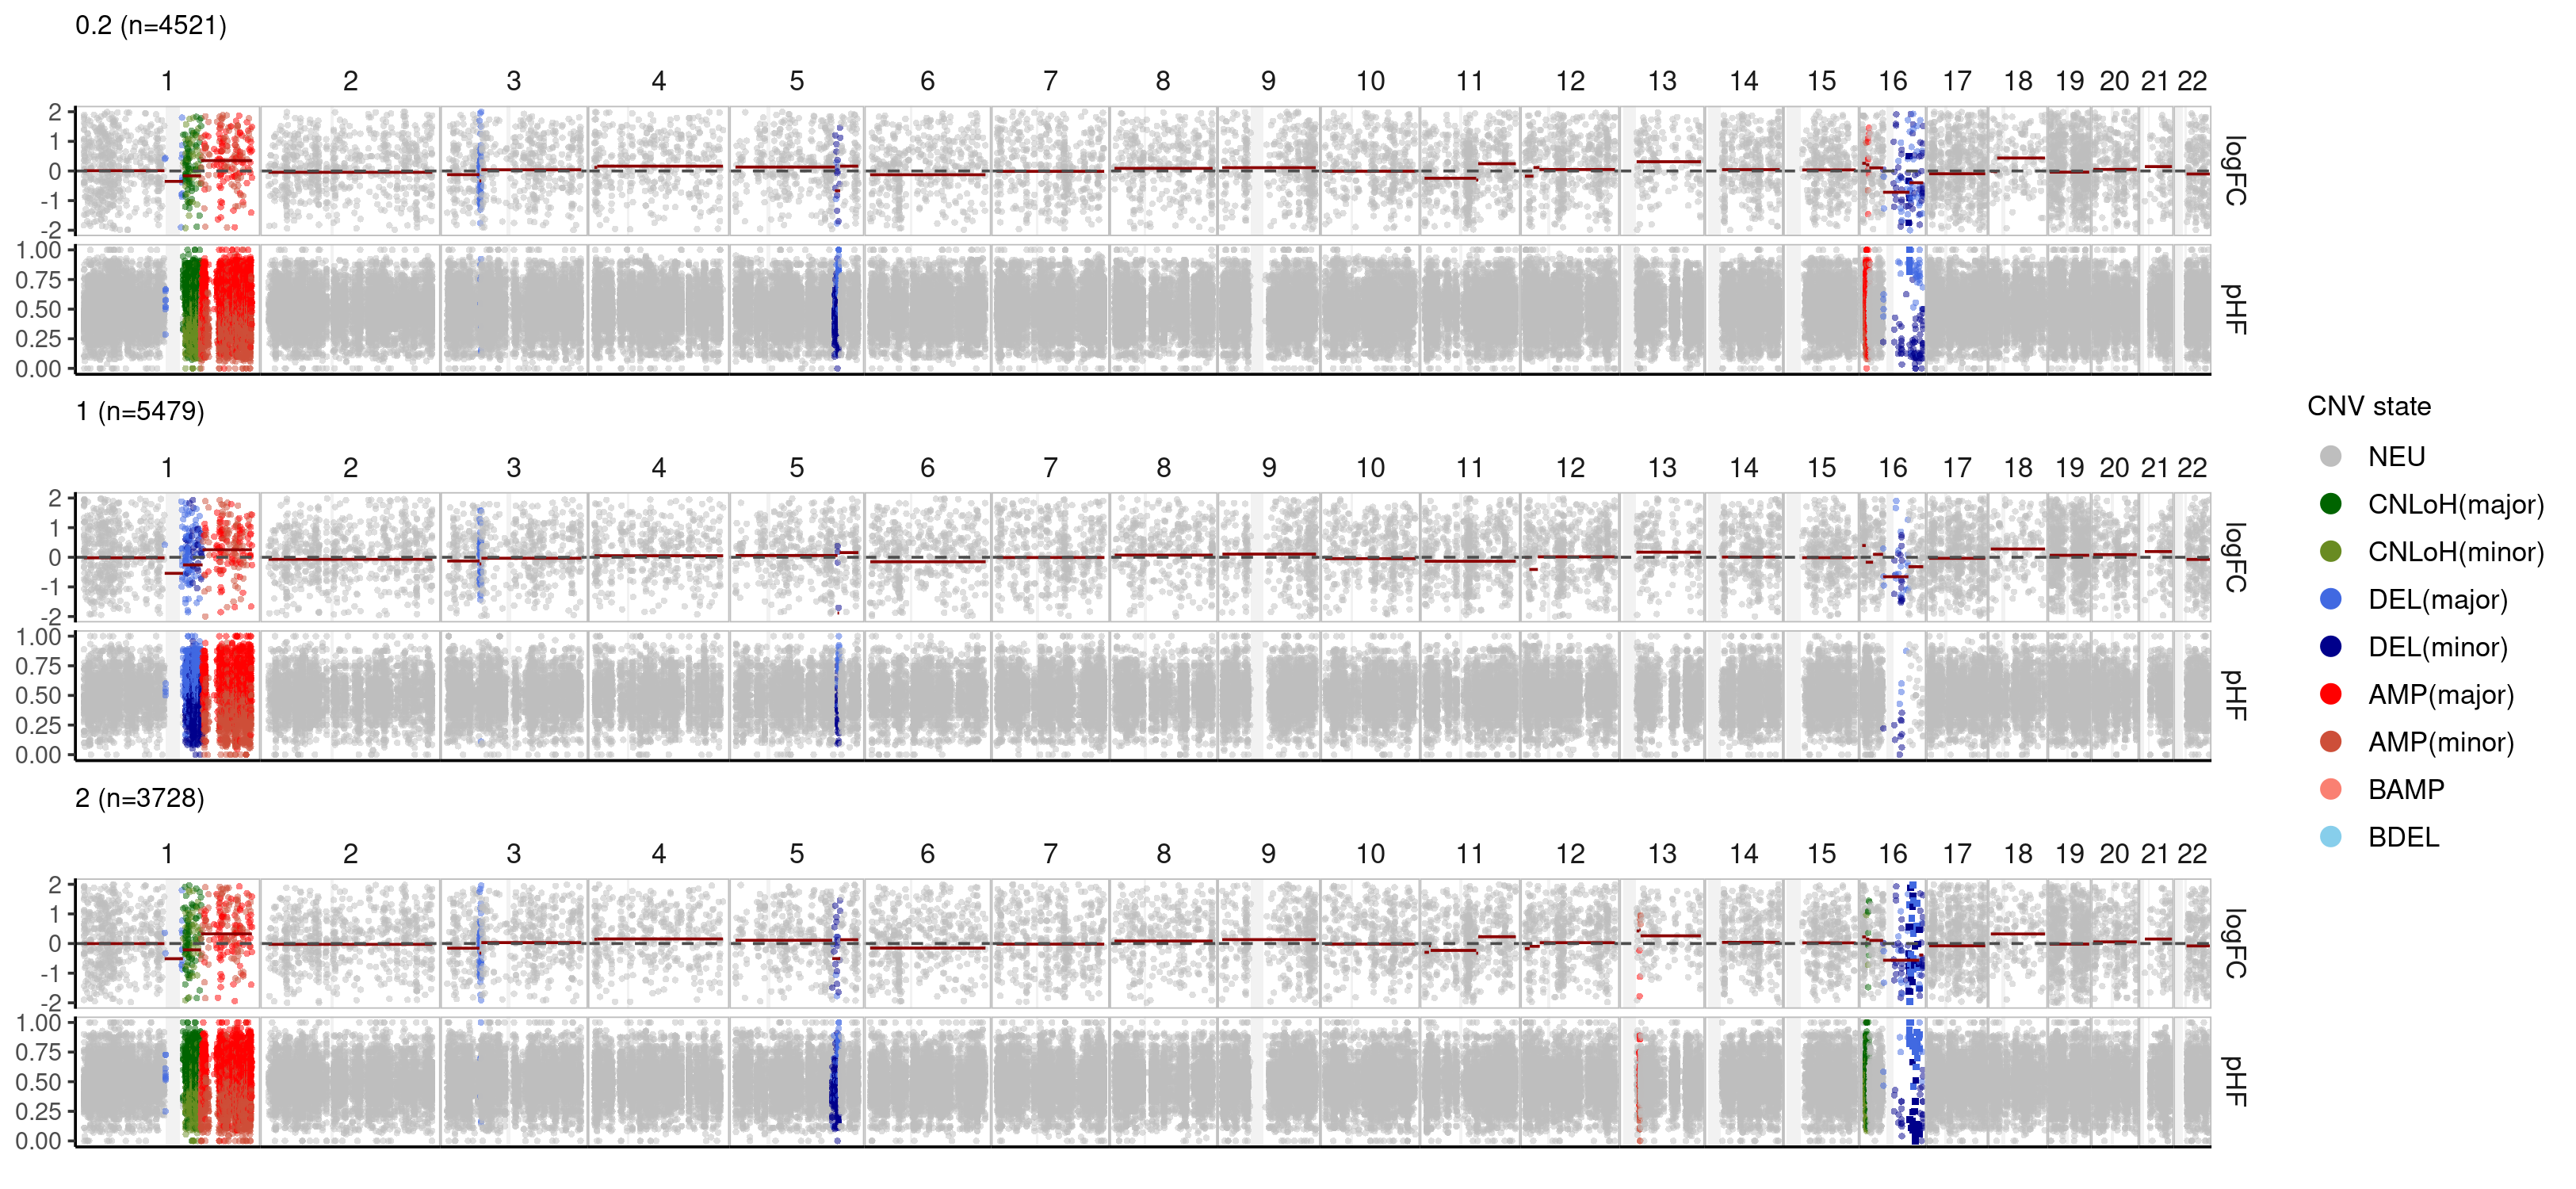 0.2 (n=4521)
1 2 3 4 5 6 7 8 9 10 11 12 13 14 15 16 17 18 19 20 21 22
2
1
0
-1
-2
logFC
1.00
0.75
0.50
0.25
0.00
pHF
1 (n=5479)
1 2 3 4 5 6 7 8 9 10 11 12 13 14 15 16 17 18 19 20 21 22
2
1
0
-1
-2
logFC
1.00
0.75
0.50
0.25
0.00
pHF
2 (n=3728)
1 2 3 4 5 6 7 8 9 10 11 12 13 14 15 16 17 18 19 20 21 22
2
1
0
-1
-2
logFC
1.00
0.75
0.50
0.25
0.00
pHF
CNV state
NEU
CNLoH(major)
CNLoH(minor)
DEL(major)
DEL(minor)
AMP(major)
AMP(minor)
BAMP
BDEL